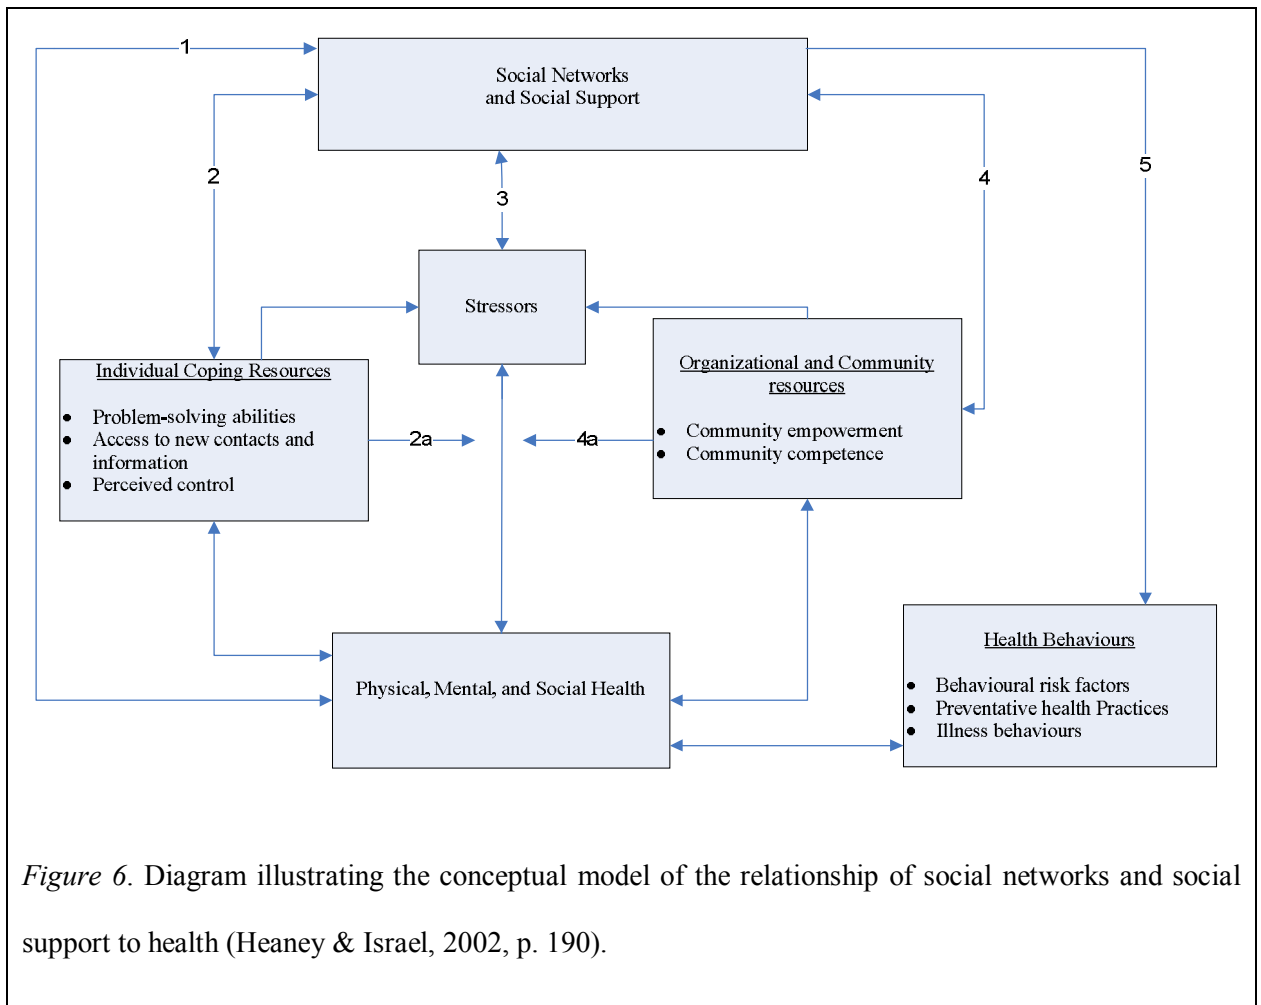 1
Social Networks
and Social Support
2
3
4
5
Stressors
Individual Coping Resources
● Problem-solving abilities
● Access to new contacts and
information
● Perceived control
2a
4a
Organizational and Community
resources
● Community empowerment
● Community competence
Physical, Mental, and Social Health
Health Behaviours
● Behavioural risk factors
● Preventative health Practices
● Illness behaviours
Figure 6. Diagram illustrating the conceptual model of the relationship of social networks and social
support to health (Heaney & Israel, 2002, p. 190).